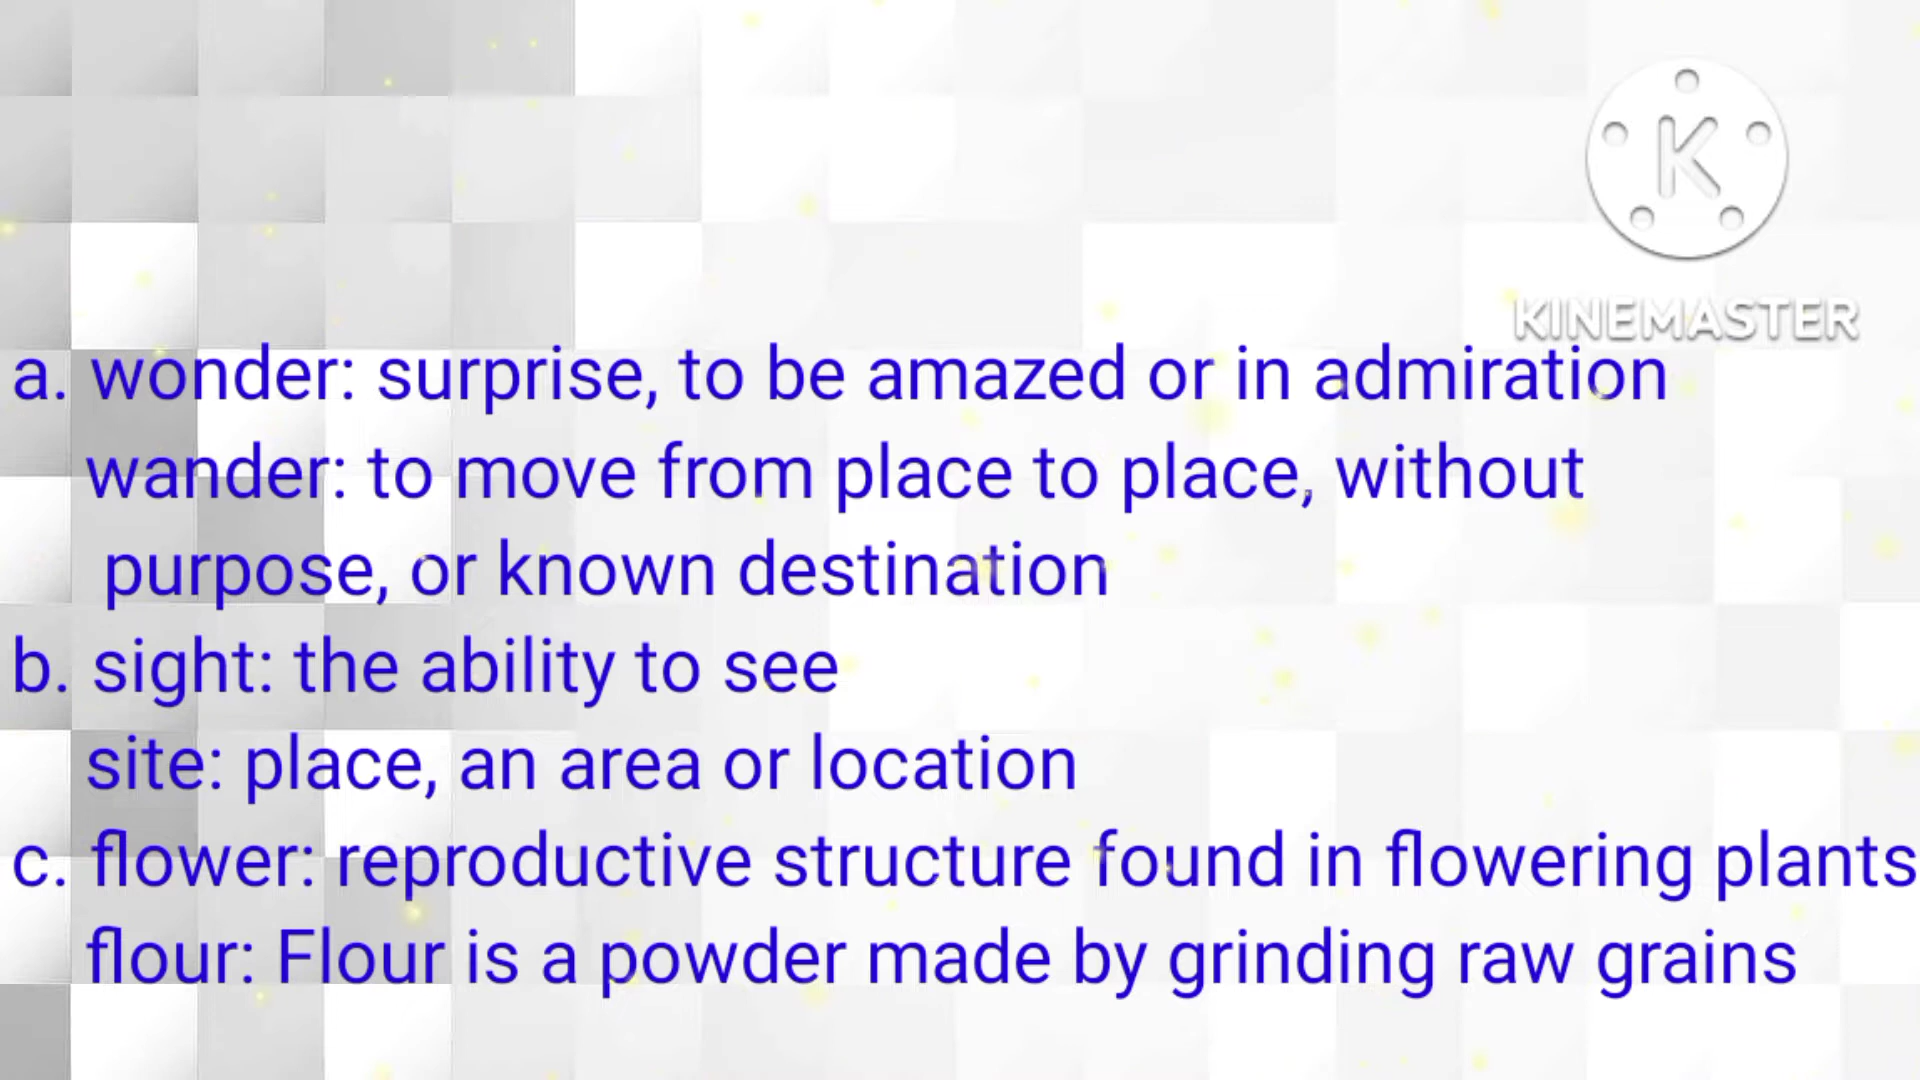 K
KINEMASTER
a. wonder: surprise, to be amazed or in admiration
wander: to move from place to place, without
purpose, or known destination
b. sight: the ability to see
site: place, an area or location
c. flower: reproductive structure found in flowering plants
flour: Flour is a powder made by grinding raw grains